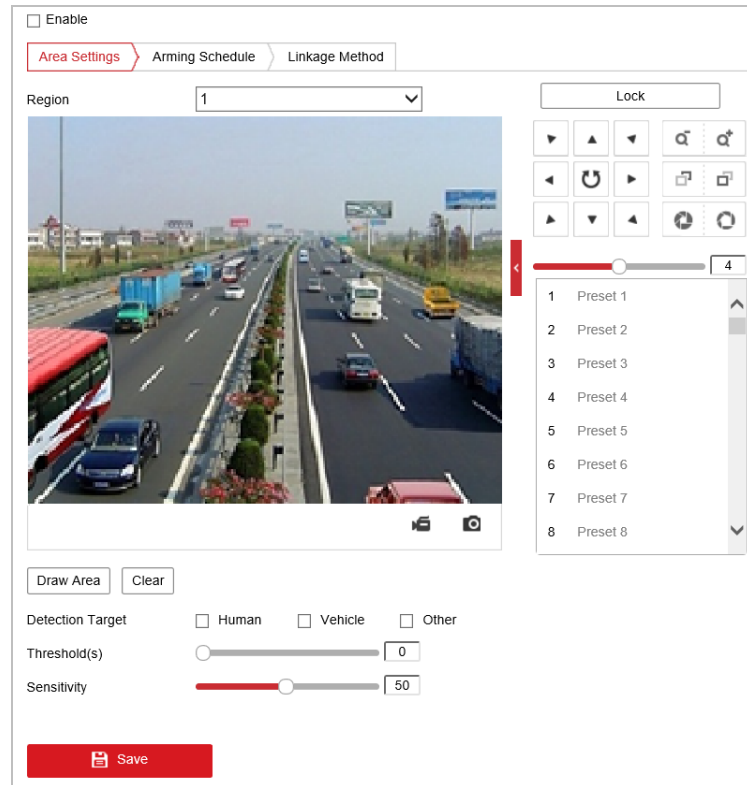 Enable
Area Settings
Arming Schedule
Linkage Method
Region
1
Lock
4
1 Preset 1
2 Preset 2
3 Preset 3
4 Preset 4
5 Preset 5
6 Preset 6
7 Preset 7
8 Preset 8
Draw Area
Clear
Detection Target
Human
Vehicle
Other
Threshold(s)
0
Sensitivity
50
Save